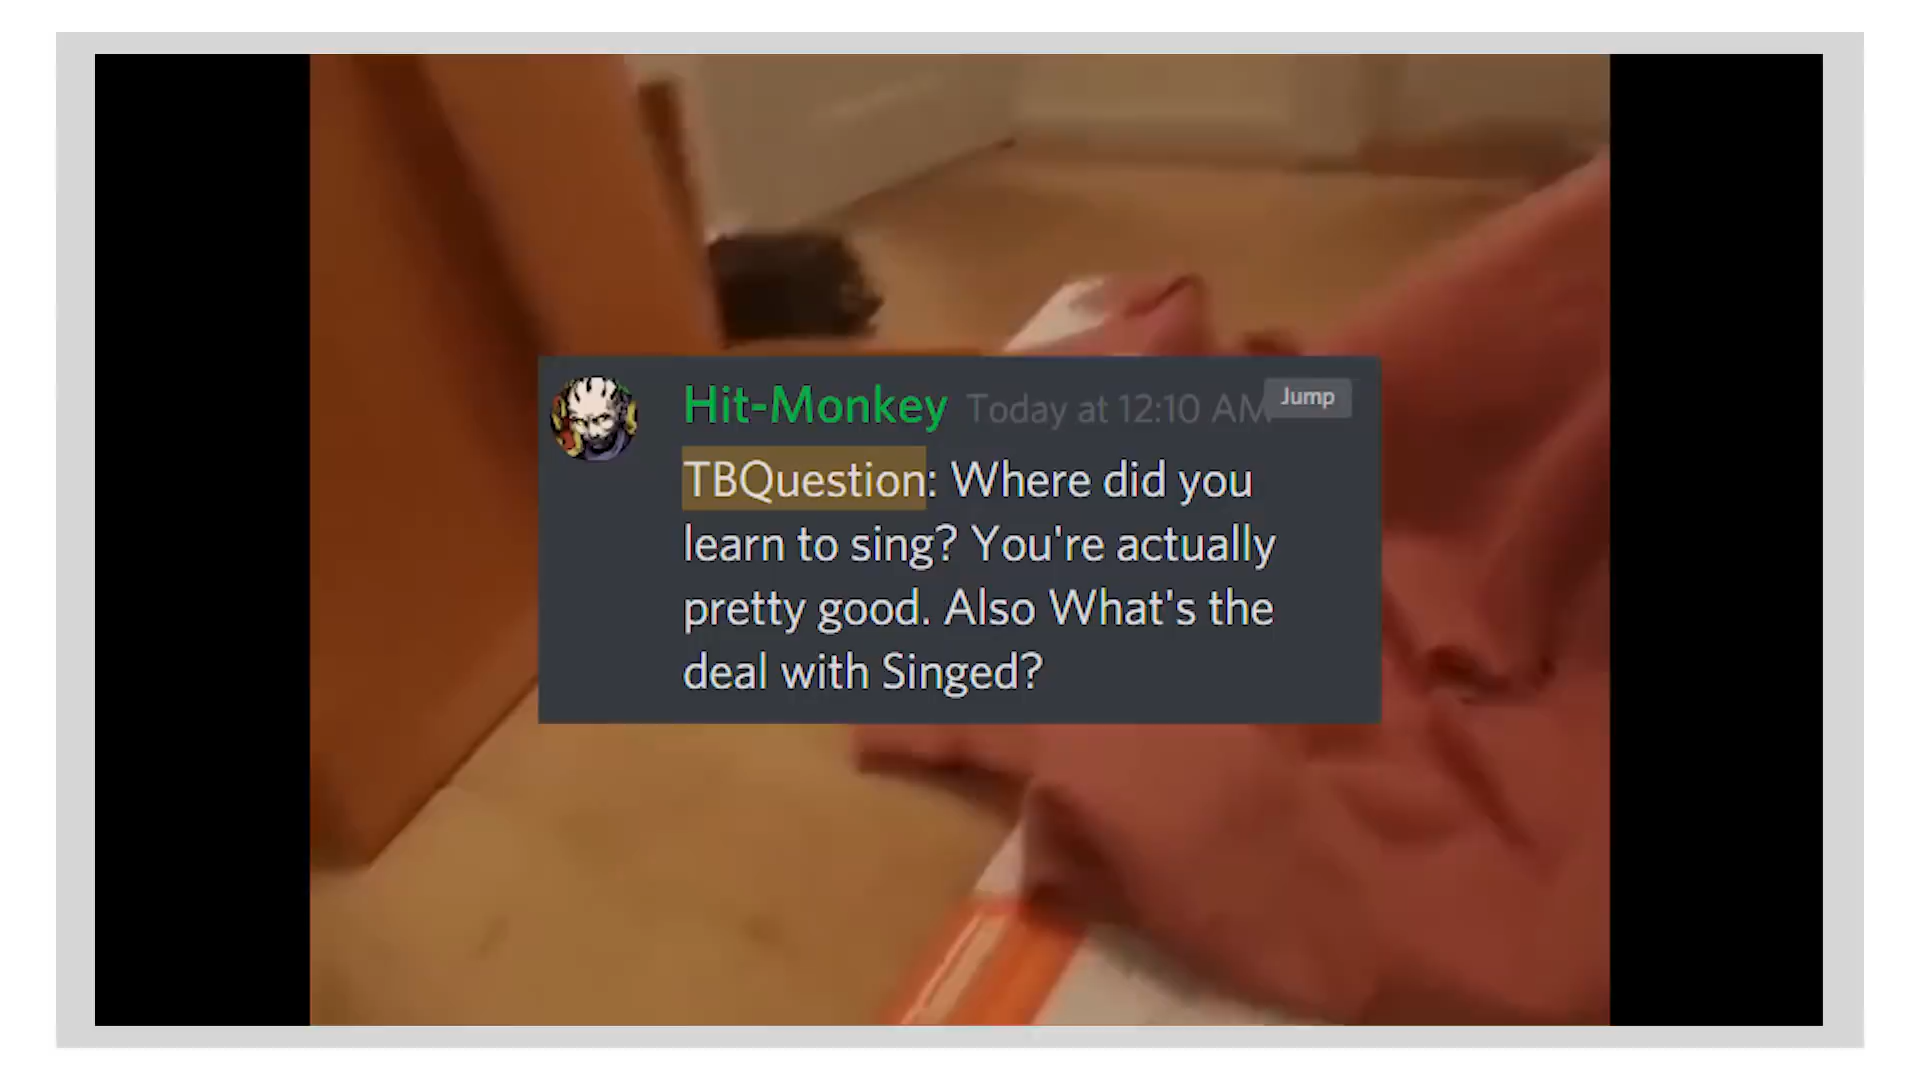 Hit-Monkey Today at 12:10 AM Jump
TBQuestion: Where did you
learn to sing? You're actually
pretty good. Also What's the
deal with Singed?